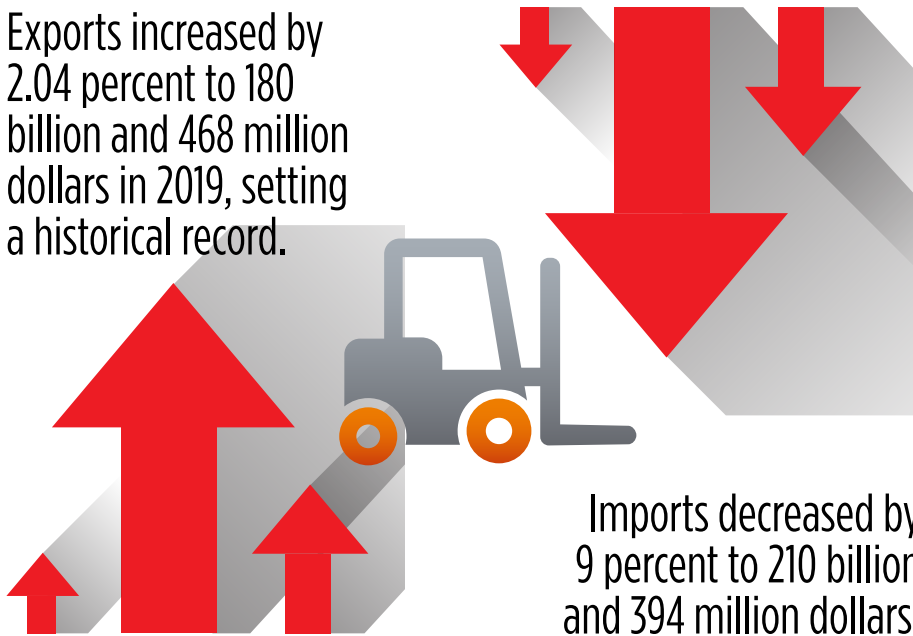 Exports increased by
2.04 percent to 180
billion and 468 million
dollars in 2019, setting
a historical record.
Imports decreased by
9 percent to 210 billion
and 394 million dollars